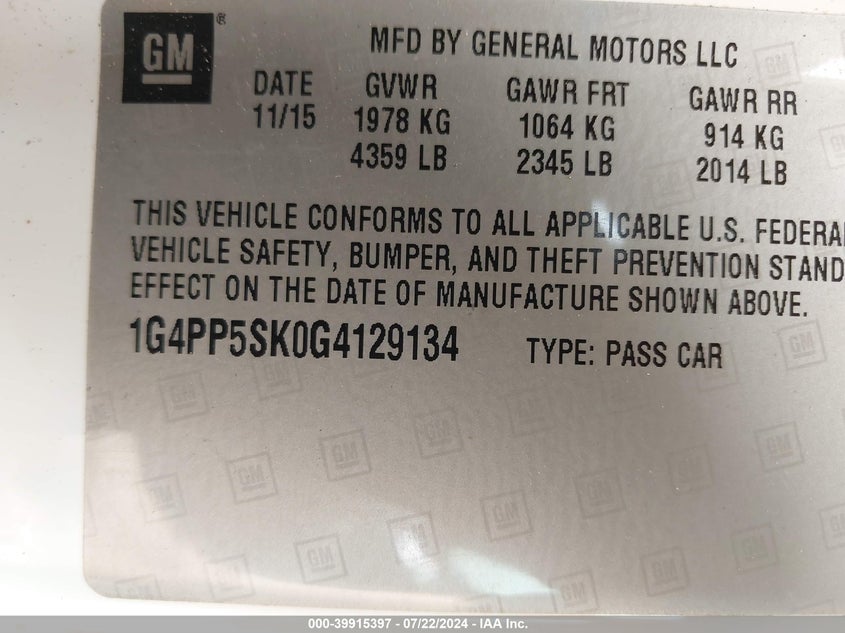 GM ®
MFD BY GENERAL MOTORS LLC
DATE GVWR GAWR FRT GAWR RR
11/15 1978 KG 1064 KG 914 KG
4359 LB 2345 LB 2014 LB
THIS VEHICLE CONFORMS TO ALL APPLICABLE U.S. FEDERAL
VEHICLE SAFETY, BUMPER, AND THEFT PREVENTION STAND
EFFECT ON THE DATE OF MANUFACTURE SHOWN ABOVE.
1G4PP5SK0G4129134 TYPE: PASS CAR
000-39915397 - 07/22/2024 - IAA Inc.